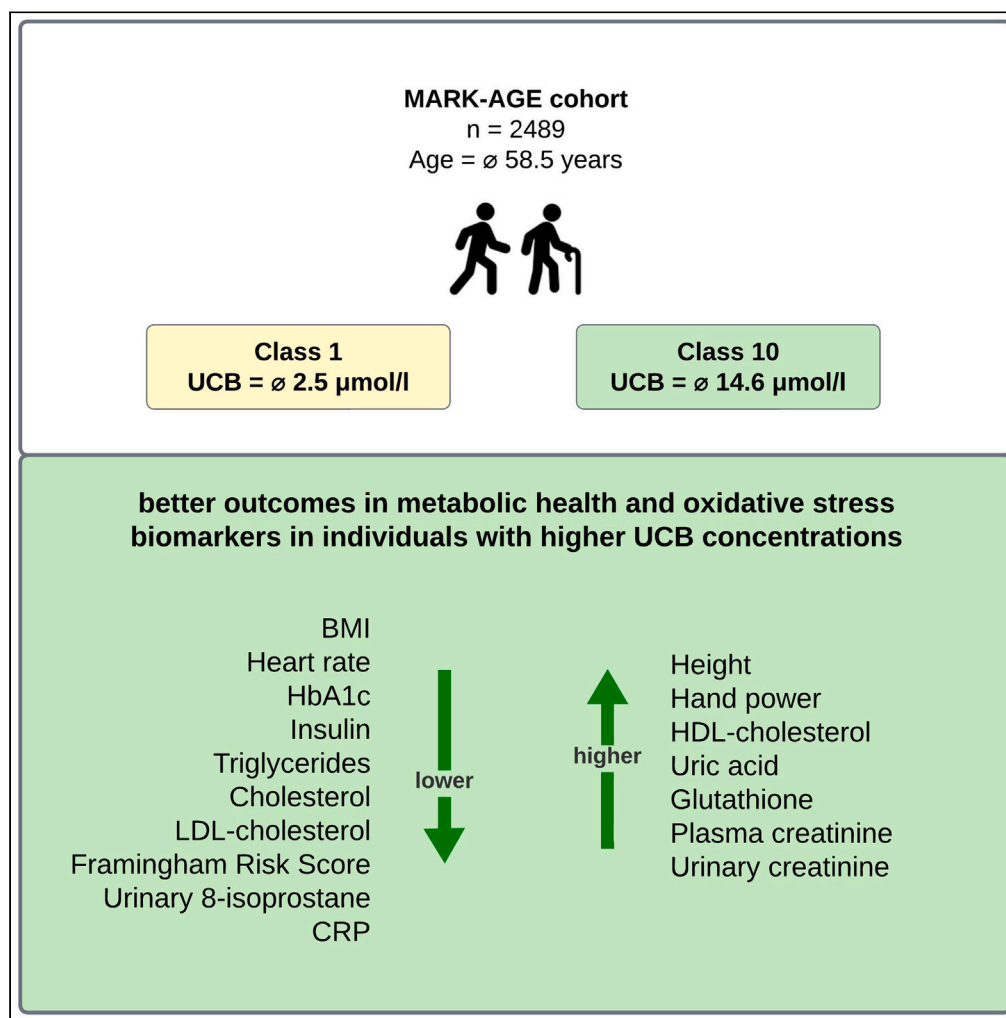 MARK-AGE cohort
n = 2489
Age = ⌀ 58.5 years
Class 1
UCB = ⌀ 2.5 μmol/l
Class 10
UCB = ⌀ 14.6 μmol/l
better outcomes in metabolic health and oxidative stress
biomarkers in individuals with higher UCB concentrations
BMI
Heart rate
HbA1c
Insulin
Triglycerides
Cholesterol
LDL-cholesterol
Framingham Risk Score
Urinary 8-isoprostane
CRP
lower
higher
Height
Hand power
HDL-cholesterol
Uric acid
Glutathione
Plasma creatinine
Urinary creatinine